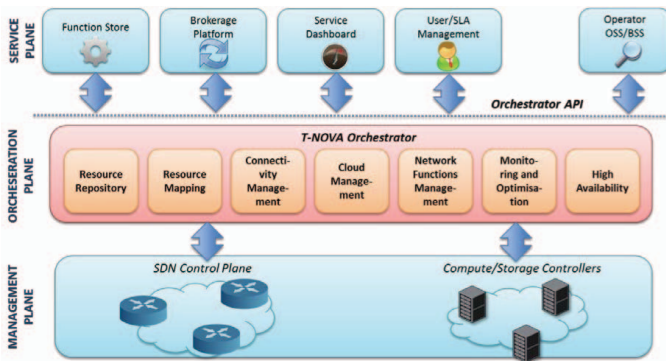 SERVICE
PLANE
Function Store
Brokerage
Platform
Service
Dashboard
User/SLA
Management
Operator
OSS/BSS
Orchestrator API
ORCHESERATION
PLANE
T-NOVA Orchestrator
Resource
Repository
Resource
Mapping
Connecti-
vity
Manage-
ment
Cloud
Manage-
ment
Network
Functions
Manage-
ment
Monito-
ring and
Optimisa-
tion
High
Availability
MANAGEMENT
PLANE
SDN Control Plane
Compute/Storage Controllers